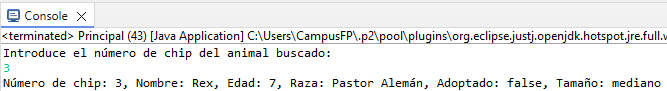 Console
<terminated> Principal (43) [Java Application] C:\Users\CampusFP\.p2\pool\plugins\org.eclipse.justj.openjdk.hotspot.jre.full.w
Introduce el número de chip del animal buscado:
3
Número de chip: 3, Nombre: Rex, Edad: 7, Raza: Pastor Alemán, Adoptado: false, Tamaño: mediano